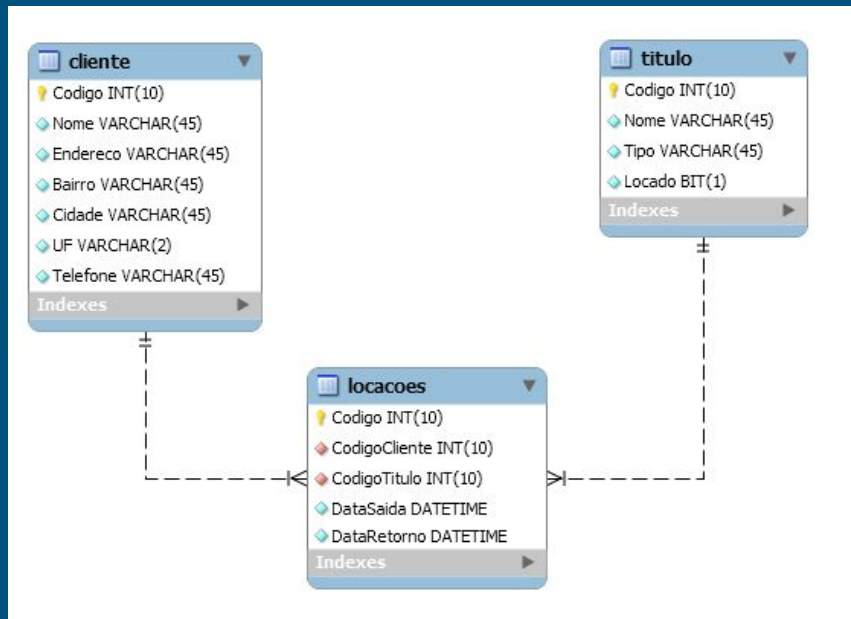 cliente
Codigo INT(10)
Nome VARCHAR(45)
Endereco VARCHAR(45)
Bairro VARCHAR(45)
Cidade VARCHAR(45)
UF VARCHAR(2)
Telefone VARCHAR(45)
Indexes
titulo
Codigo INT(10)
Nome VARCHAR(45)
Tipo VARCHAR(45)
Locado BIT(1)
Indexes
locacoes
Codigo INT(10)
CodigoCliente INT(10)
CodigoTitulo INT(10)
DataSaida DATETIME
DataRetorno DATETIME
Indexes